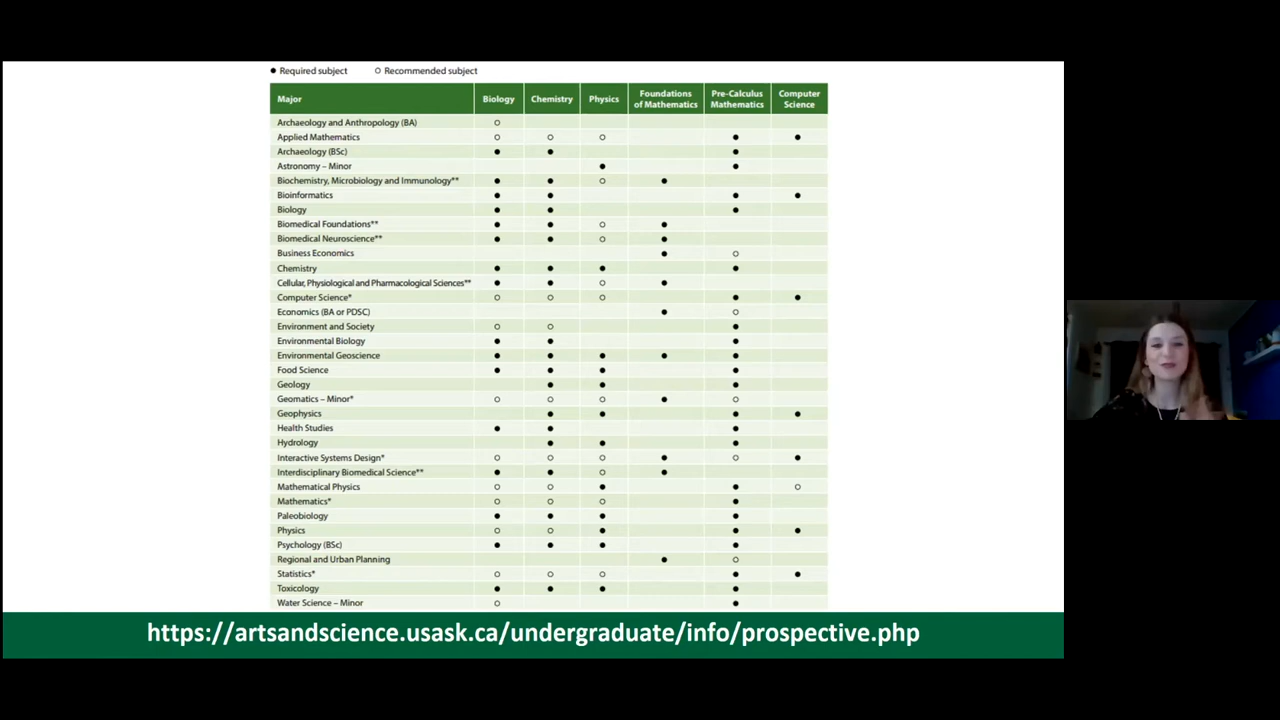 ● Required subject ○ Recommended subject
Major Biology Chemistry Physics Foundations of Mathematics Pre-Calculus Mathematics Computer Science
Archaeology and Anthropology (BA) ○
Applied Mathematics ○ ○ ○ ● ●
Archaeology (BSc) ● ● ●
Astronomy – Minor ● ●
Biochemistry, Microbiology and Immunology** ● ● ○ ●
Bioinformatics ● ● ● ●
Biology ● ● ●
Biomedical Foundations** ● ● ○ ●
Biomedical Neuroscience** ● ● ○ ●
Business Economics ● ○
Chemistry ● ● ● ●
Cellular, Physiological and Pharmacological Sciences** ● ● ○ ●
Computer Science* ○ ○ ○ ● ●
Economics (BA or PDSC) ● ○
Environment and Society ○ ○ ●
Environmental Biology ● ● ●
Environmental Geoscience ● ● ● ● ●
Food Science ● ● ● ●
Geology ● ● ●
Geomatics – Minor* ○ ○ ○ ● ○
Geophysics ● ● ● ●
Health Studies ● ● ●
Hydrology ● ● ●
Interactive Systems Design* ○ ○ ○ ● ○ ●
Interdisciplinary Biomedical Science** ● ● ○ ●
Mathematical Physics ○ ○ ● ● ○
Mathematics* ○ ○ ○ ●
Paleobiology ● ● ● ●
Physics ○ ○ ● ● ●
Psychology (BSc) ● ● ● ●
Regional and Urban Planning ● ○
Statistics* ○ ○ ○ ● ●
Toxicology ● ● ● ●
Water Science – Minor ○ ●
https://artsandscience.usask.ca/undergraduate/info/prospective.php